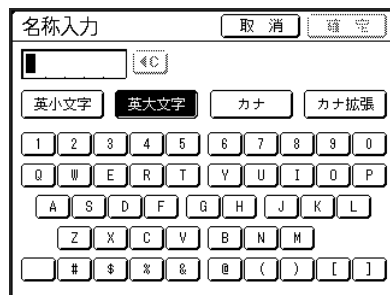 名称入力 取消 確定
◀C
英小文字 英大文字 カナ カナ拡張
1 2 3 4 5 6 7 8 9 0
Q W E R T Y U I O P
A S D F G H J K L
Z X C V B N M
# $ % & @ ( ) [ ]